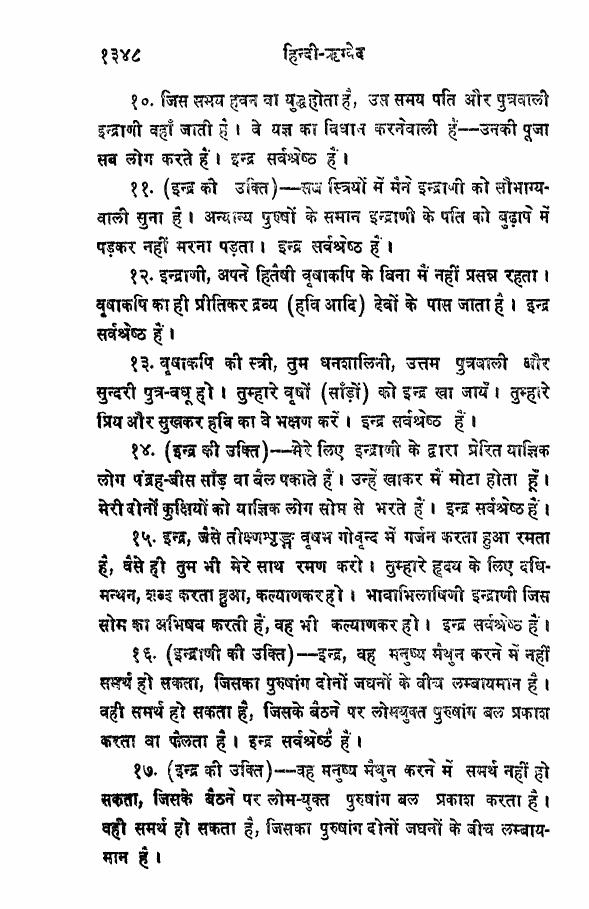 १३४८ हिन्दी-ऋग्वेद
१०. जिस समय हवन वा युद्ध होता है, उस समय पति और पुत्रवाली
इन्द्राणी वहाँ जाती हैं। वे यज्ञ का विधान करनेवाली हैं—उनकी पूजा
सब लोग करते हैं। इन्द्र सर्वश्रेष्ठ हैं।
११. (इन्द्र की उक्ति)—सब स्त्रियों में मैंने इन्द्राणी को सौभाग्य-
वाली सुना है। अन्यान्य पुरुषों के समान इन्द्राणी के पति को बुढ़ापे में
पड़कर नहीं मरना पड़ता। इन्द्र सर्वश्रेष्ठ हैं।
१२. इन्द्राणी, अपने हितैषी वृषाकपि के बिना मैं नहीं प्रसन्न रहता।
वृषाकपि का ही प्रीतिकर द्रव्य (हवि आदि) देवों के पास जाता है। इन्द्र
सर्वश्रेष्ठ हैं।
१३. वृषाकपि की स्त्री, तुम धनशालिनी, उत्तम पुत्रवाली और
सुन्दरी पुत्र-वधू हो। तुम्हारे वृषों (साँड़ों) को इन्द्र खा जायँ। तुम्हारे
प्रिय और सुखकर हवि का वे भक्षण करें। इन्द्र सर्वश्रेष्ठ हैं।
१४. (इन्द्र की उक्ति)—मेरे लिए इन्द्राणी के द्वारा प्रेरित याज्ञिक
लोग पंद्रह-बीस साँड़ वा बैल पकाते हैं। उन्हें खाकर मैं मोटा होता हूँ।
मेरी दोनों कुक्षियों को याज्ञिक लोग सोम से भरते हैं। इन्द्र सर्वश्रेष्ठ हैं।
१५. इन्द्र, जैसे तीक्ष्णशृङ्ग वृषभ गोवृन्द में गर्जन करता हुआ रमता
है, वैसे ही तुम भी मेरे साथ रमण करो। तुम्हारे हृदय के लिए दधि-
मन्थन, शब्द करता हुआ, कल्याणकर हो। भावाभिलाषिणी इन्द्राणी जिस
सोम का अभिषव करती हैं, वह भी कल्याणकर हो। इन्द्र सर्वश्रेष्ठ हैं।
१६. (इन्द्राणी की उक्ति)—इन्द्र, वह मनुष्य मैथुन करने में नहीं
समर्थ हो सकता, जिसका पुरुषांग दोनों जघनों के बीच लम्बायमान है।
वही समर्थ हो सकता है, जिसके बैठने पर लोमयुक्त पुरुषांग बल प्रकाश
करता वा फैलता है। इन्द्र सर्वश्रेष्ठ हैं।
१७. (इन्द्र की उक्ति)—वह मनुष्य मैथुन करने में समर्थ नहीं हो
सकता, जिसके बैठने पर लोम-युक्त पुरुषांग बल प्रकाश करता है।
वही समर्थ हो सकता है, जिसका पुरुषांग दोनों जघनों के बीच लम्बाय-
मान है।